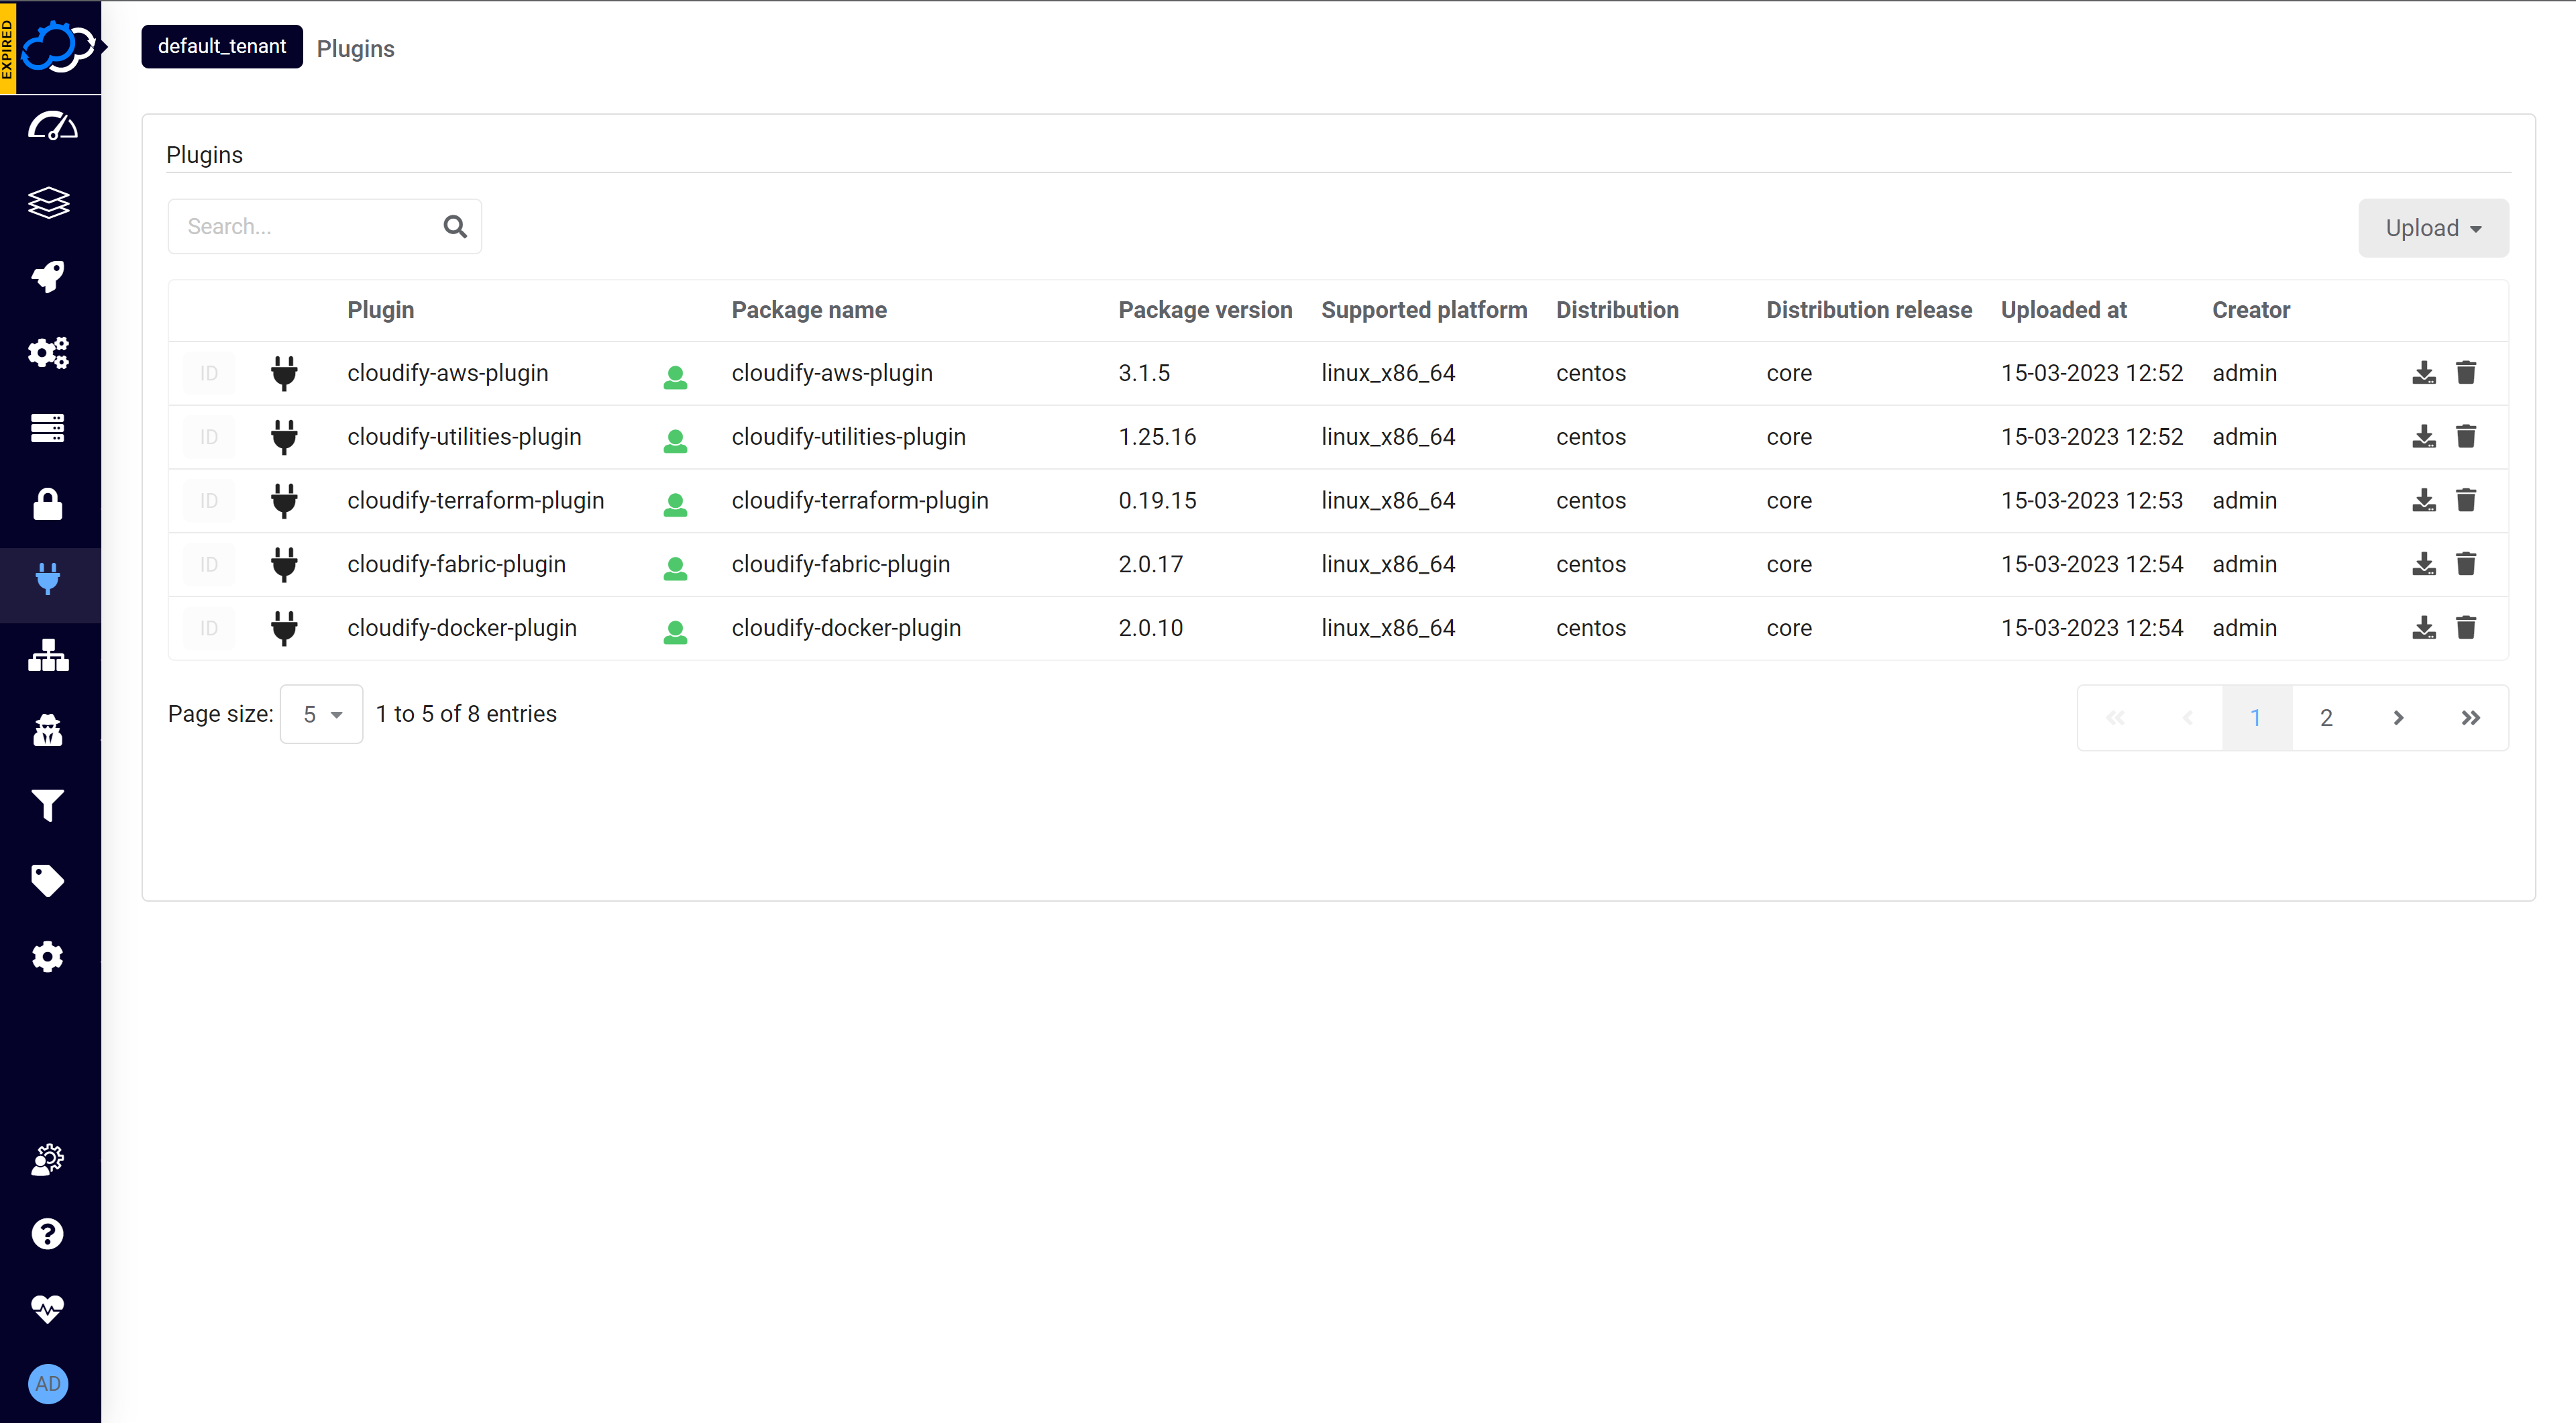 EXPIRED
default_tenant Plugins
Plugins
Search...
Upload
Plugin Package name Package version Supported platform Distribution Distribution release Uploaded at Creator
ID cloudify-aws-plugin cloudify-aws-plugin 3.1.5 linux_x86_64 centos core 15-03-2023 12:52 admin
ID cloudify-utilities-plugin cloudify-utilities-plugin 1.25.16 linux_x86_64 centos core 15-03-2023 12:52 admin
ID cloudify-terraform-plugin cloudify-terraform-plugin 0.19.15 linux_x86_64 centos core 15-03-2023 12:53 admin
ID cloudify-fabric-plugin cloudify-fabric-plugin 2.0.17 linux_x86_64 centos core 15-03-2023 12:54 admin
ID cloudify-docker-plugin cloudify-docker-plugin 2.0.10 linux_x86_64 centos core 15-03-2023 12:54 admin
Page size: 5 1 to 5 of 8 entries
« ‹ 1 2 › »
AD